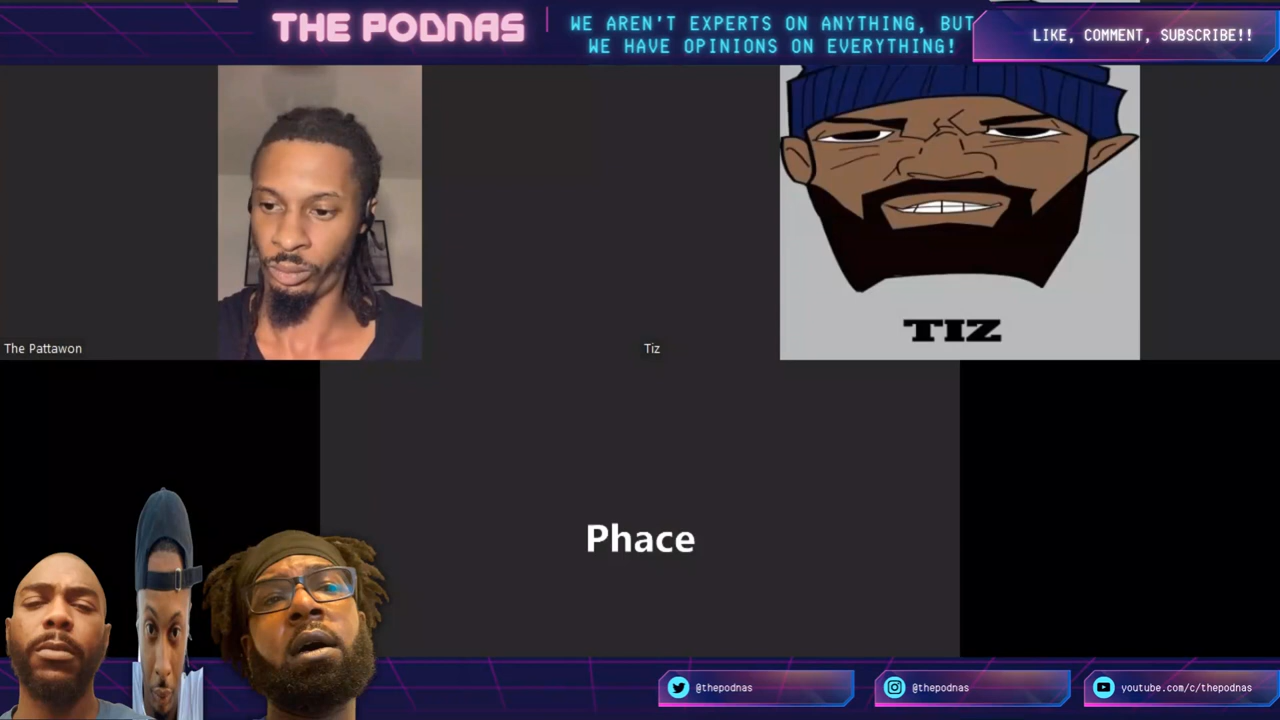 THE PODNAS
WE AREN'T EXPERTS ON ANYTHING, BUT
WE HAVE OPINIONS ON EVERYTHING!
LIKE, COMMENT, SUBSCRIBE!!
TIZ
The Pattawon
Tiz
Phace
@thepodnas
@thepodnas
youtube.com/c/thepodnas